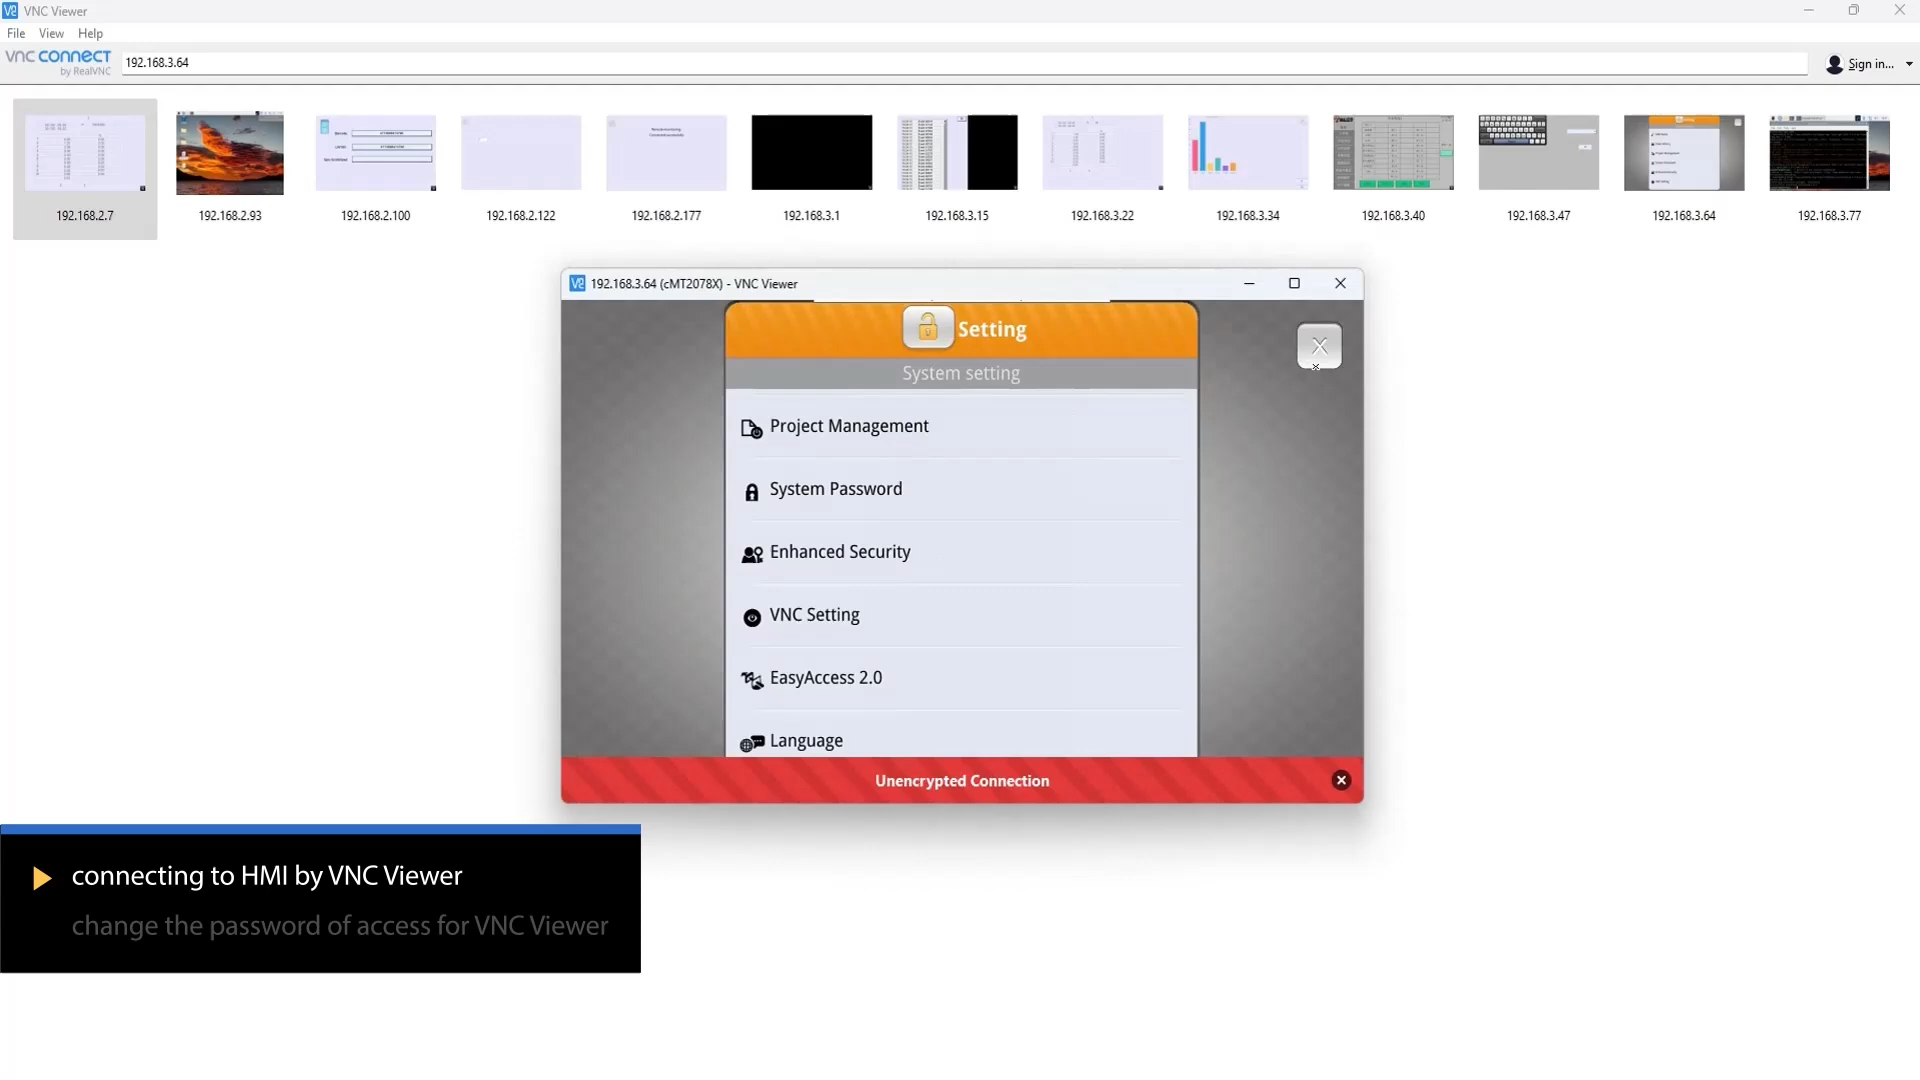 VNC Viewer
File View Help
vnc connect
by RealVNC
192.168.3.64
Sign in...
192.168.2.7
192.168.2.93
192.168.2.100
192.168.2.122
192.168.2.177
192.168.3.1
192.168.3.15
192.168.3.22
192.168.3.34
192.168.3.40
192.168.3.47
192.168.3.64
192.168.3.77
192.168.3.64 (cMT2078X) - VNC Viewer
Setting
System setting
Project Management
System Password
Enhanced Security
VNC Setting
EasyAccess 2.0
Language
Unencrypted Connection
connecting to HMI by VNC Viewer
change the password of access for VNC Viewer